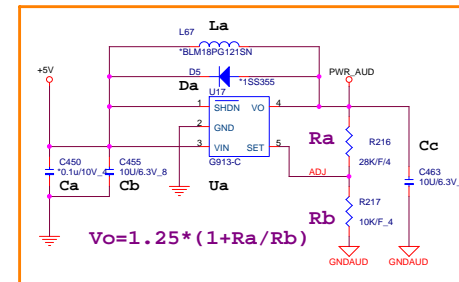 L67 La
*BLM18PG121SN
+5V
D5 *1SS355
Da
PWR_AUD
U17
1 SHDN VO 4
2 GND
3 VIN SET 5
G913-C
Ua
ADJ
Ra R216
28K/F/4
Cc
C463
10U/6.3V_
C450
*0.1u/10V_4
Ca
C455
10U/6.3V_8
Cb
Rb R217
10K/F_4
Vo=1.25*(1+Ra/Rb)
GNDAUD GNDAUD